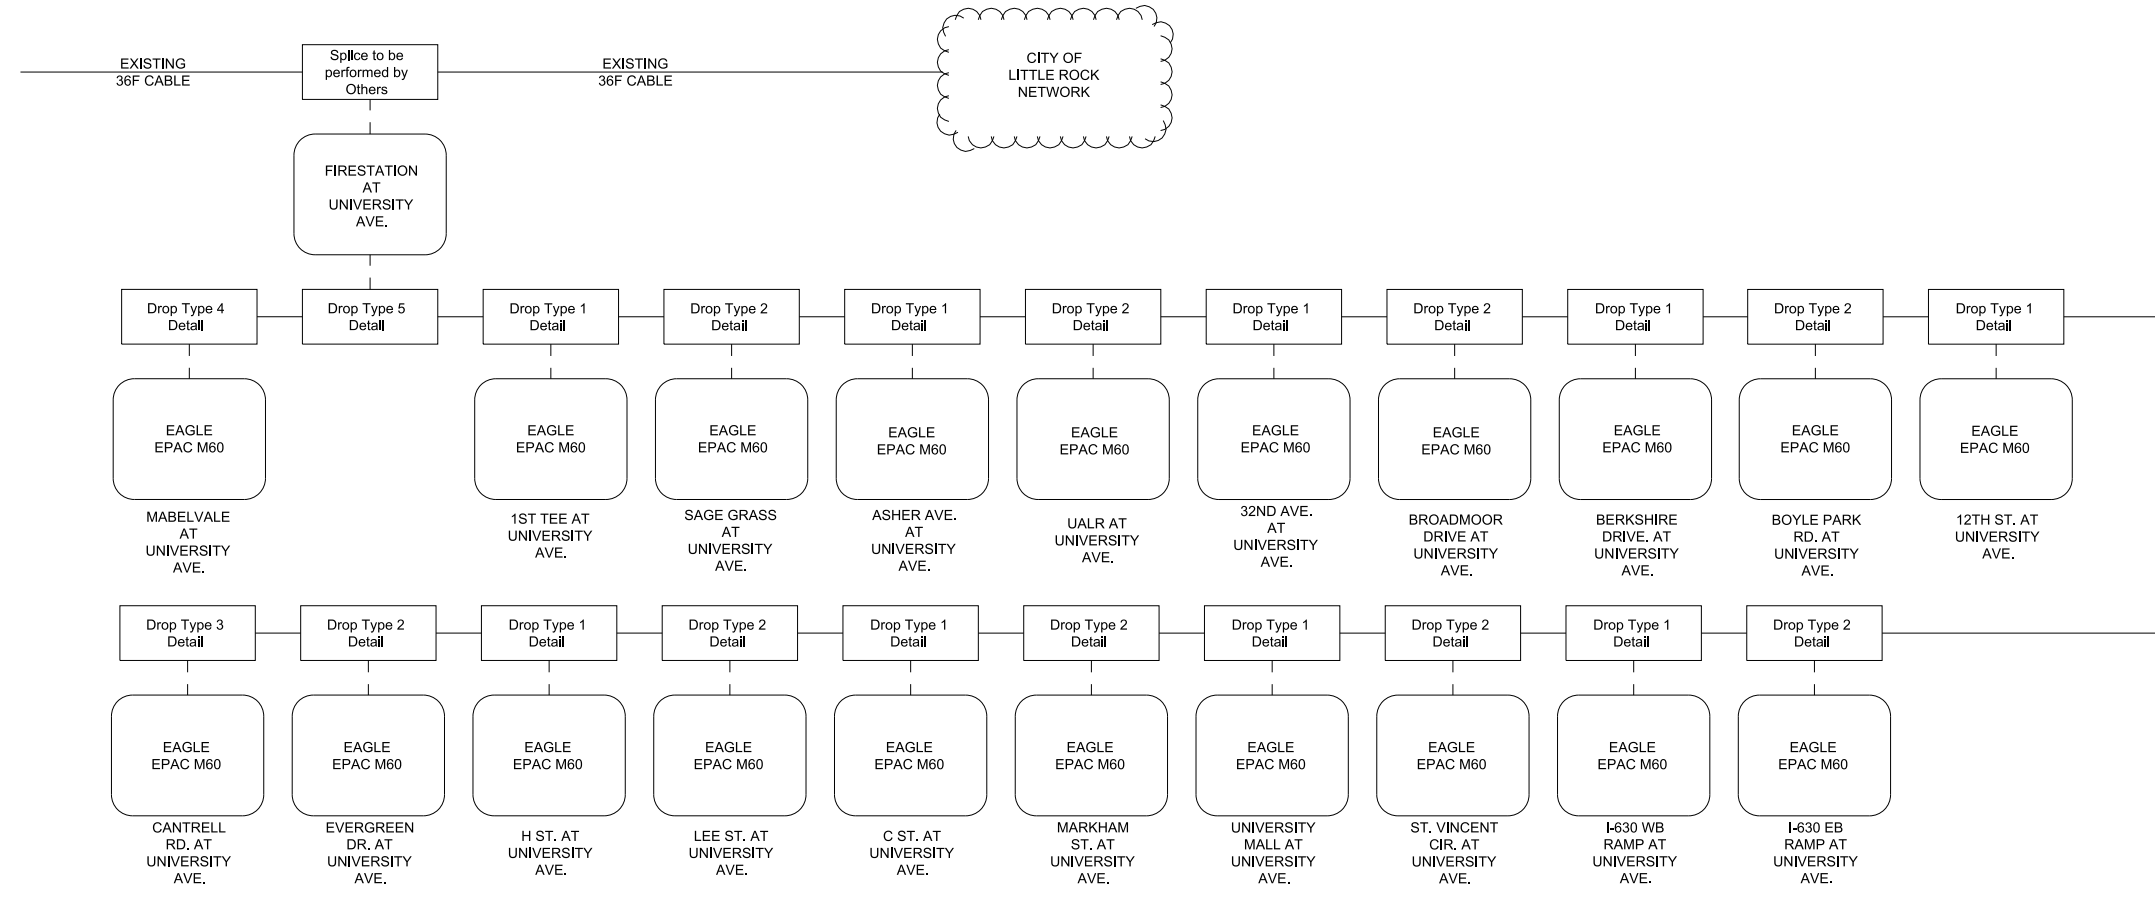 EXISTING
36F CABLE
Splice to be
performed by
Others
EXISTING
36F CABLE
CITY OF
LITTLE ROCK
NETWORK
FIRESTATION
AT
UNIVERSITY
AVE.
Drop Type 4
Detail
Drop Type 5
Detail
Drop Type 1
Detail
Drop Type 2
Detail
Drop Type 1
Detail
Drop Type 2
Detail
Drop Type 1
Detail
Drop Type 2
Detail
Drop Type 1
Detail
Drop Type 2
Detail
Drop Type 1
Detail
EAGLE
EPAC M60
EAGLE
EPAC M60
EAGLE
EPAC M60
EAGLE
EPAC M60
EAGLE
EPAC M60
EAGLE
EPAC M60
EAGLE
EPAC M60
EAGLE
EPAC M60
EAGLE
EPAC M60
EAGLE
EPAC M60
MABELVALE
AT
UNIVERSITY
AVE.
1ST TEE AT
UNIVERSITY
AVE.
SAGE GRASS
AT
UNIVERSITY
AVE.
ASHER AVE.
AT
UNIVERSITY
AVE.
UALR AT
UNIVERSITY
AVE.
32ND AVE.
AT
UNIVERSITY
AVE.
BROADMOOR
DRIVE AT
UNIVERSITY
AVE.
BERKSHIRE
DRIVE. AT
UNIVERSITY
AVE.
BOYLE PARK
RD. AT
UNIVERSITY
AVE.
12TH ST. AT
UNIVERSITY
AVE.
Drop Type 3
Detail
Drop Type 2
Detail
Drop Type 1
Detail
Drop Type 2
Detail
Drop Type 1
Detail
Drop Type 2
Detail
Drop Type 1
Detail
Drop Type 2
Detail
Drop Type 1
Detail
Drop Type 2
Detail
EAGLE
EPAC M60
EAGLE
EPAC M60
EAGLE
EPAC M60
EAGLE
EPAC M60
EAGLE
EPAC M60
EAGLE
EPAC M60
EAGLE
EPAC M60
EAGLE
EPAC M60
EAGLE
EPAC M60
EAGLE
EPAC M60
CANTRELL
RD. AT
UNIVERSITY
AVE.
EVERGREEN
DR. AT
UNIVERSITY
AVE.
H ST. AT
UNIVERSITY
AVE.
LEE ST. AT
UNIVERSITY
AVE.
C ST. AT
UNIVERSITY
AVE.
MARKHAM
ST. AT
UNIVERSITY
AVE.
UNIVERSITY
MALL AT
UNIVERSITY
AVE.
ST. VINCENT
CIR. AT
UNIVERSITY
AVE.
I-630 WB
RAMP AT
UNIVERSITY
AVE.
I-630 EB
RAMP AT
UNIVERSITY
AVE.